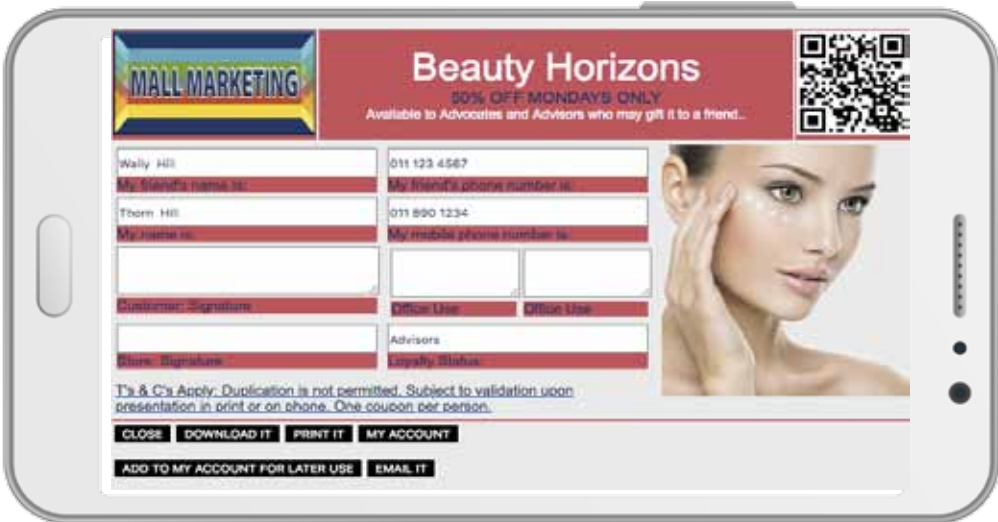 MALL MARKETING
Beauty Horizons
50% OFF MONDAYS ONLY
Available to Advocates and Advisors who may gift it to a friend...
Wally Hill
011 123 4567
My friend's name is:
My friend's phone number is:
Thorn Hill
011 890 1234
My name is:
My mobile phone number is:
Customer: Signature
Office Use
Office Use
Advisors
Store: Signature
Loyalty Status:
T's & C's Apply: Duplication is not permitted. Subject to validation upon
presentation in print or on phone. One coupon per person.
CLOSE
DOWNLOAD IT
PRINT IT
MY ACCOUNT
ADD TO MY ACCOUNT FOR LATER USE
EMAIL IT